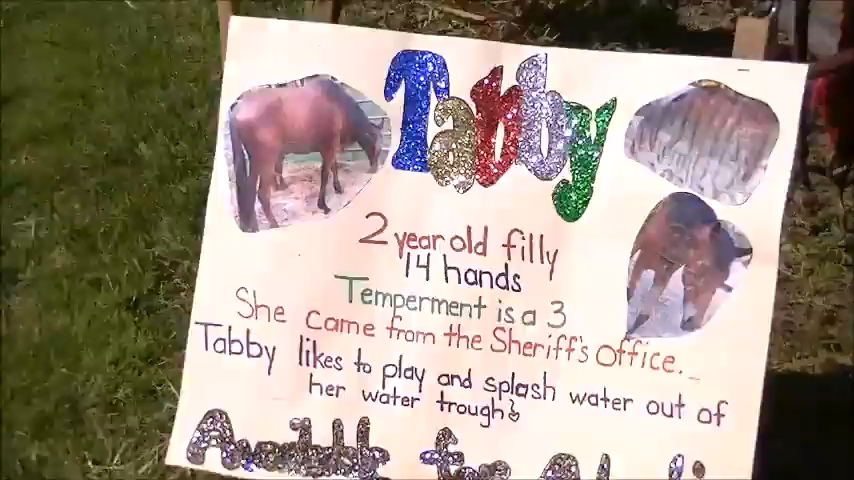 Tabby
2 year old filly
14 hands
Temperment is a 3
She came from the Sheriff's Office.
Tabby likes to play and splash water out of
her water trough